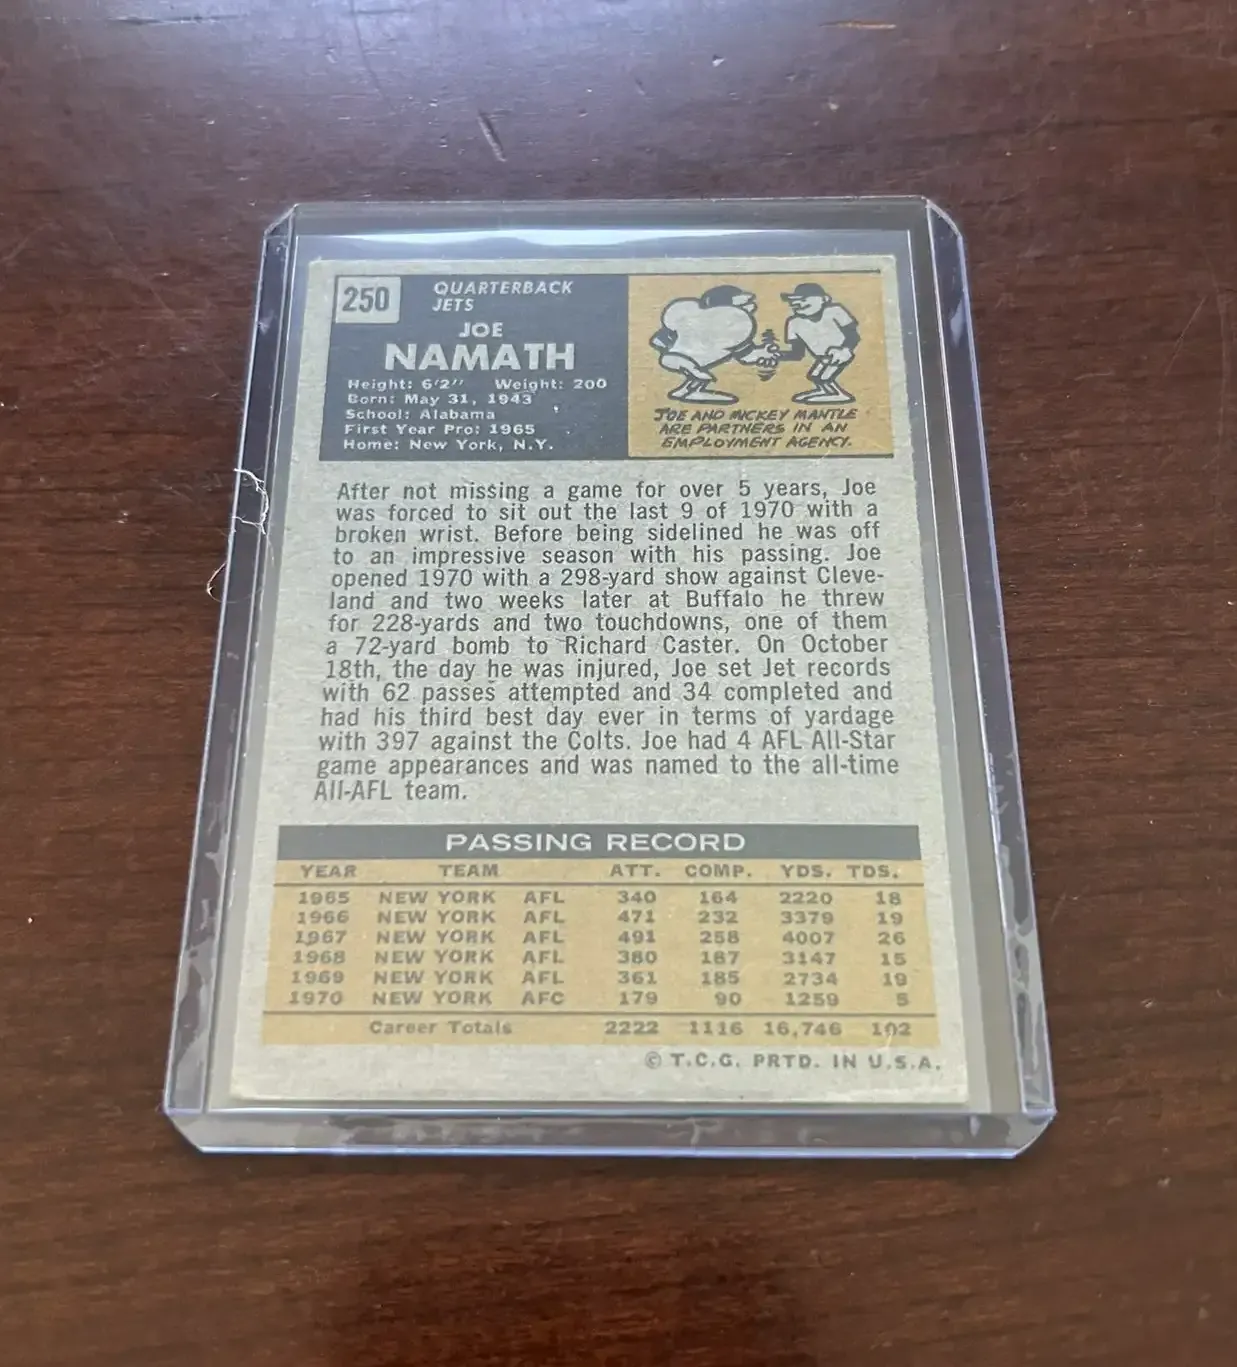 250
QUARTERBACK
JETS
JOE
NAMATH
Height: 6'2" Weight: 200
Born: May 31, 1943
School: Alabama
First Year Pro: 1965
Home: New York, N.Y.
JOE AND MICKEY MANTLE
ARE PARTNERS IN AN
EMPLOYMENT AGENCY.
After not missing a game for over 5 years, Joe
was forced to sit out the last 9 of 1970 with a
broken wrist. Before being sidelined he was off
to an impressive season with his passing. Joe
opened 1970 with a 298-yard show against Cleve-
land and two weeks later at Buffalo he threw
for 228-yards and two touchdowns, one of them
a 72-yard bomb to Richard Caster. On October
18th, the day he was injured, Joe set Jet records
with 62 passes attempted and 34 completed and
had his third best day ever in terms of yardage
with 397 against the Colts. Joe had 4 AFL All-Star
game appearances and was named to the all-time
All-AFL team.
PASSING RECORD
YEAR TEAM ATT. COMP. YDS. TDS.
1965 NEW YORK AFL 340 164 2220 18
1966 NEW YORK AFL 471 232 3379 19
1967 NEW YORK AFL 491 258 4007 26
1968 NEW YORK AFL 380 187 3147 15
1969 NEW YORK AFL 361 185 2734 19
1970 NEW YORK AFC 179 90 1259 5
Career Totals 2222 1116 16,746 102
© T.C.G. PRTD. IN U.S.A.